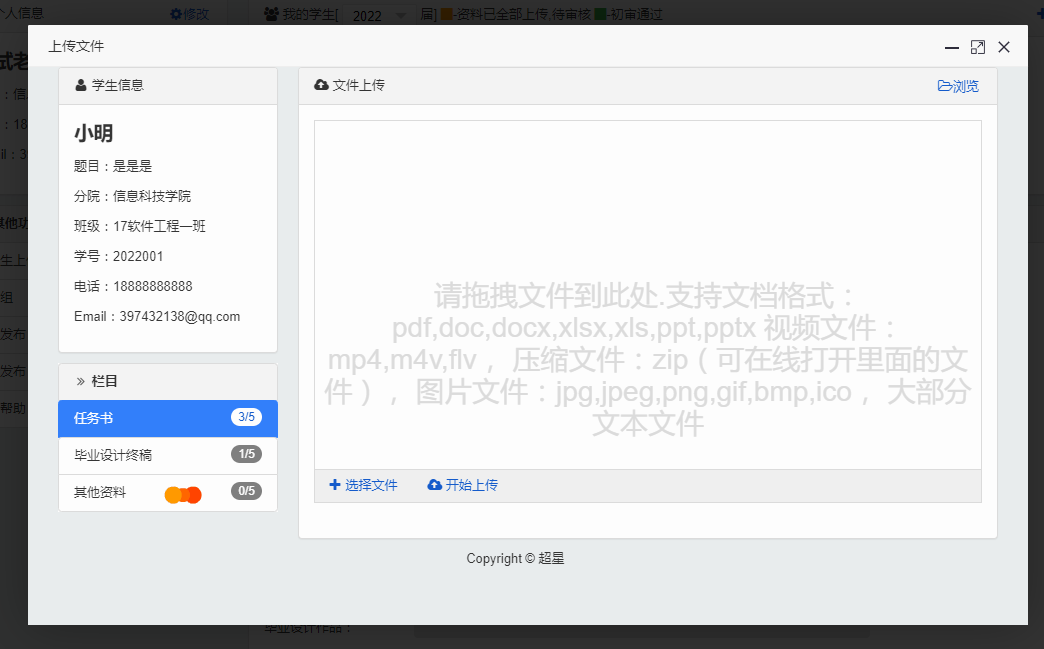 个人信息
修改
我的学生[
2022
届]
-资料已全部上传,待审核
-初审通过
上传文件
学生信息
小明
题目：是是是
分院：信息科技学院
班级：17软件工程一班
学号：2022001
电话：18888888888
Email：397432138@qq.com
栏目
任务书 3/5
毕业设计终稿 1/5
其他资料 0/5
文件上传
浏览
请拖拽文件到此处.支持文档格式：
pdf,doc,docx,xlsx,xls,ppt,pptx 视频文件：
mp4,m4v,flv ，压缩文件：zip（可在线打开里面的文
件），图片文件：jpg,jpeg,png,gif,bmp,ico ，大部分
文本文件
选择文件
开始上传
Copyright © 超星
发布
发布
帮助
毕业设计作品：